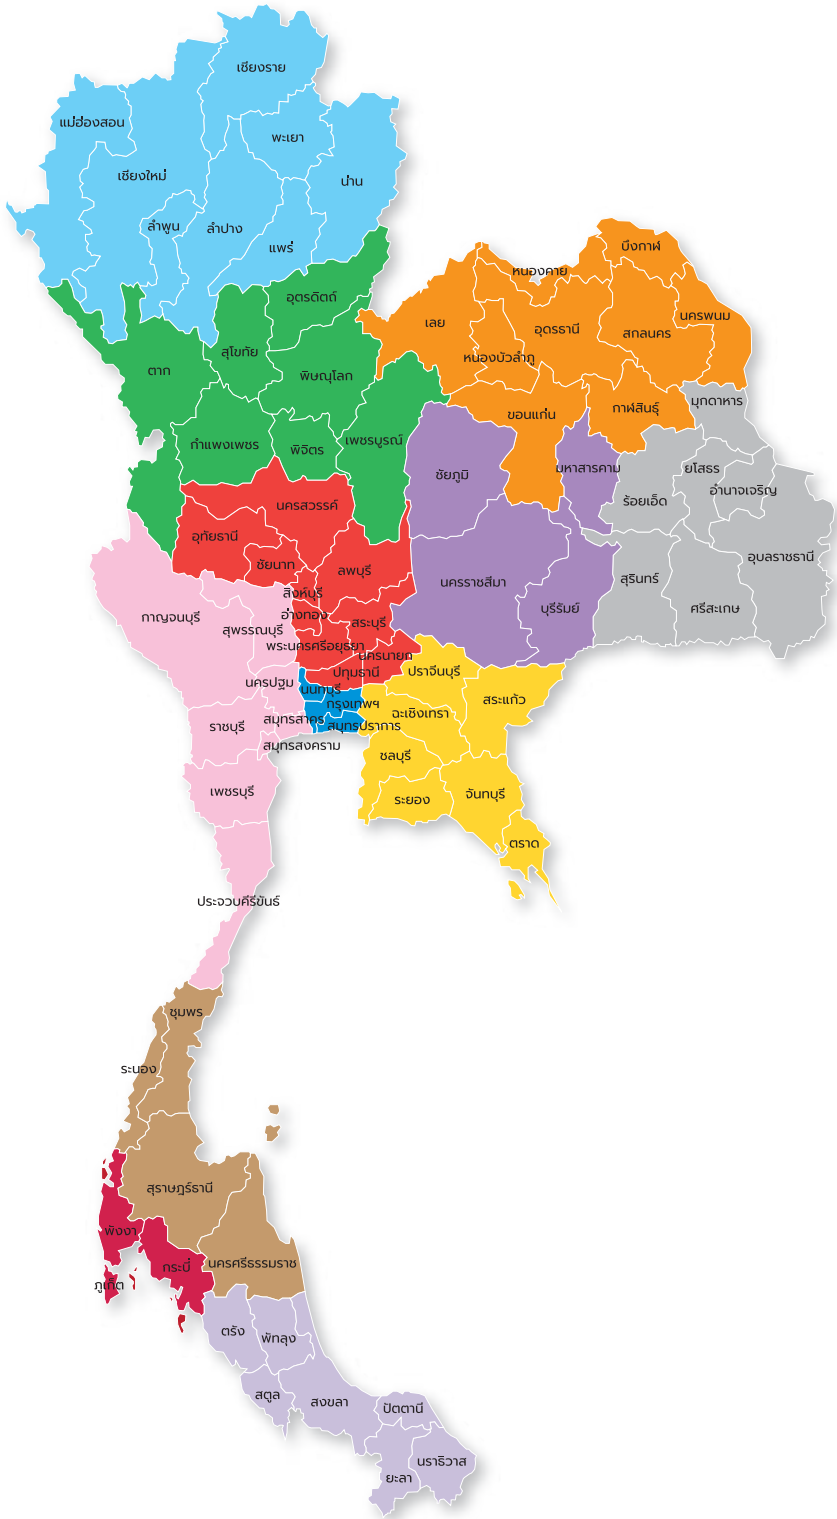 เชียงราย
แม่ฮ่องสอน
พะเยา
เชียงใหม่
น่าน
ลำพูน
ลำปาง
แพร่
บึงกาฬ
หนองคาย
อุตรดิตถ์
นครพนม
เลย
อุดรธานี
สกลนคร
สุโขทัย
หนองบัวลำภู
ตาก
พิษณุโลก
มุกดาหาร
กาฬสินธุ์
ขอนแก่น
กำแพงเพชร
พิจิตร
เพชรบูรณ์
มหาสารคาม
ยโสธร
ชัยภูมิ
อำนาจเจริญ
ร้อยเอ็ด
นครสวรรค์
อุทัยธานี
อุบลราชธานี
ชัยนาท
ลพบุรี
สุรินทร์
นครราชสีมา
สิงห์บุรี
บุรีรัมย์
ศรีสะเกษ
อ่างทอง
กาญจนบุรี
สระบุรี
สุพรรณบุรี
พระนครศรีอยุธยา
นครนายก
ปราจีนบุรี
ปทุมธานี
นครปฐม
นนทบุรี
สระแก้ว
กรุงเทพฯ
ฉะเชิงเทรา
สมุทรสาคร
สมุทรปราการ
ราชบุรี
สมุทรสงคราม
ชลบุรี
เพชรบุรี
ระยอง
จันทบุรี
ตราด
ประจวบคีรีขันธ์
ชุมพร
ระนอง
สุราษฎร์ธานี
พังงา
กระบี่
นครศรีธรรมราช
ภูเก็ต
ตรัง
พัทลุง
สตูล
สงขลา
ปัตตานี
นราธิวาส
ยะลา